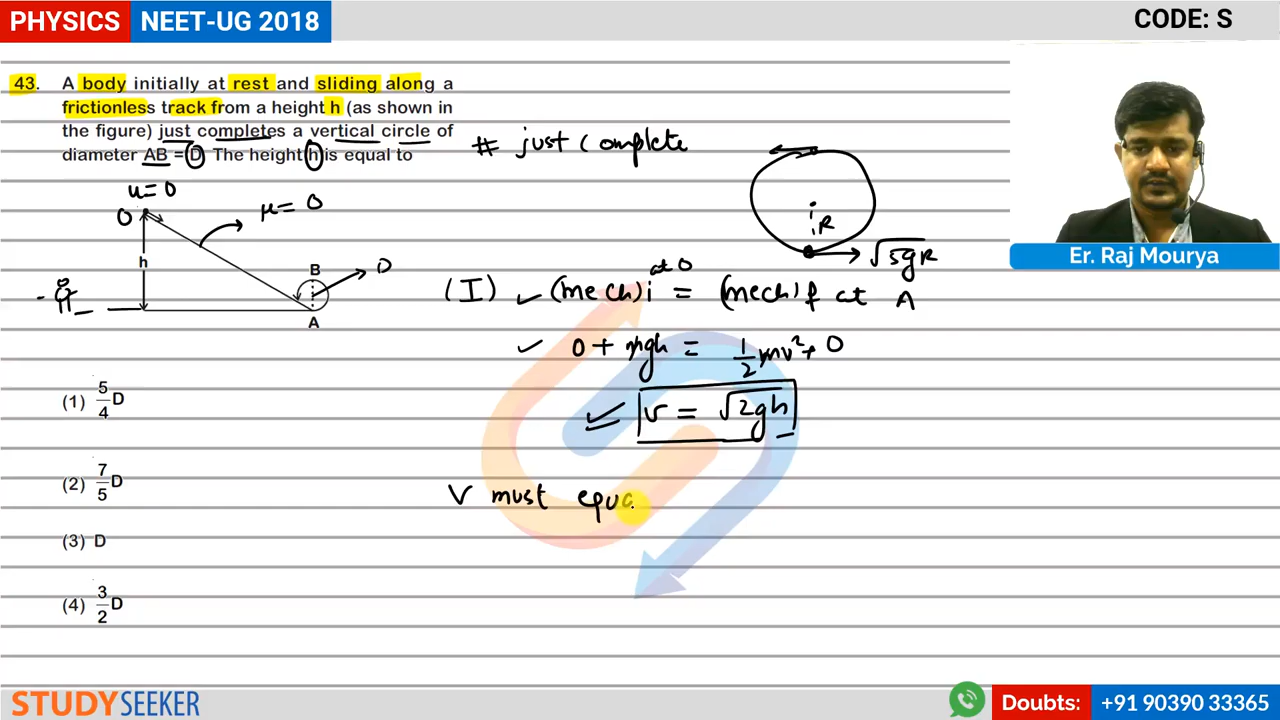 PHYSICS NEET-UG 2018
CODE: S
43. A body initially at rest and sliding along a
frictionless track from a height h (as shown in
the figure) just completes a vertical circle of
diameter AB = D. The height h is equal to
# just complete
u=0
O
μ= 0
h
B
D
A
R
√5gR
Er. Raj Mourya
(I) ✓ (mech)i at O = (mech)f at A
✓ 0 + mgh = 1/2 mv² + 0
✓ v = √2gh
V must equa
(1) 5/4 D
(2) 7/5 D
(3) D
(4) 3/2 D
STUDYSEEKER
Doubts: +91 90390 33365